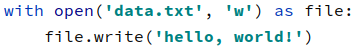 with open('data.txt', 'w') as file:
    file.write('hello, world!')